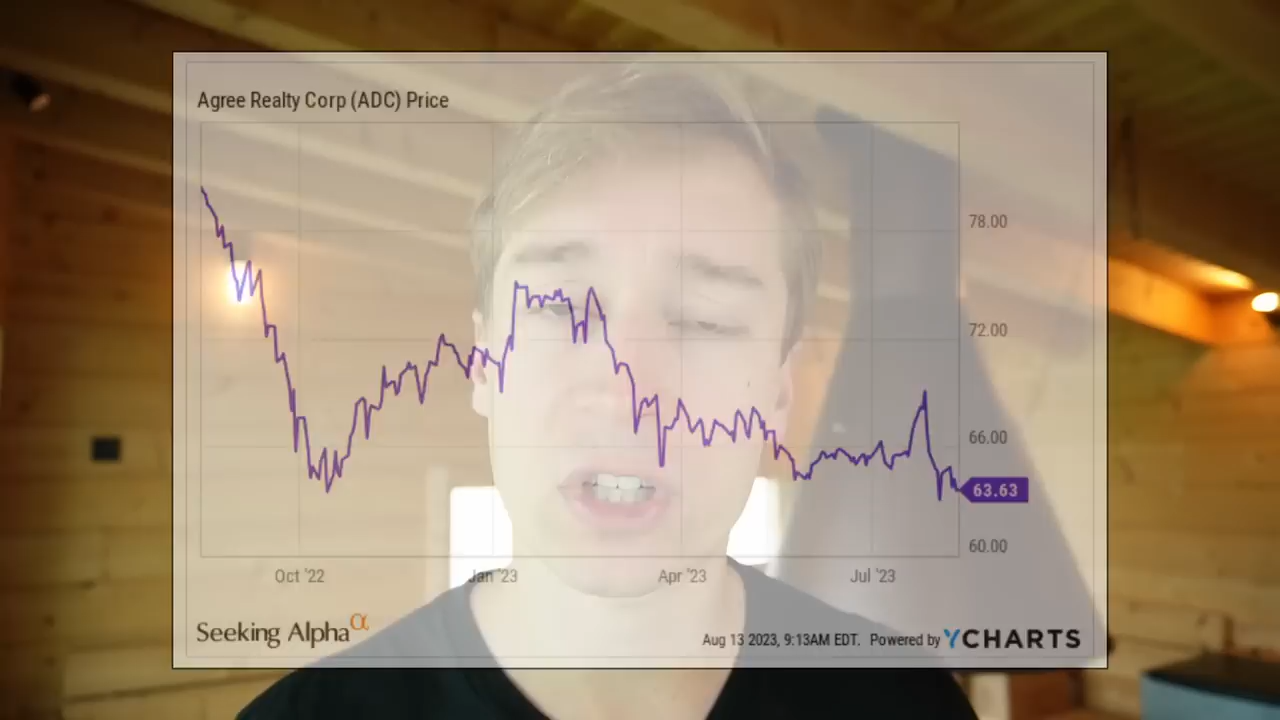 Agree Realty Corp (ADC) Price
78.00
72.00
66.00
63.63
60.00
Oct '22
Jan '23
Apr '23
Jul '23
Seeking Alpha α
Aug 13 2023, 9:13AM EDT. Powered by YCHARTS